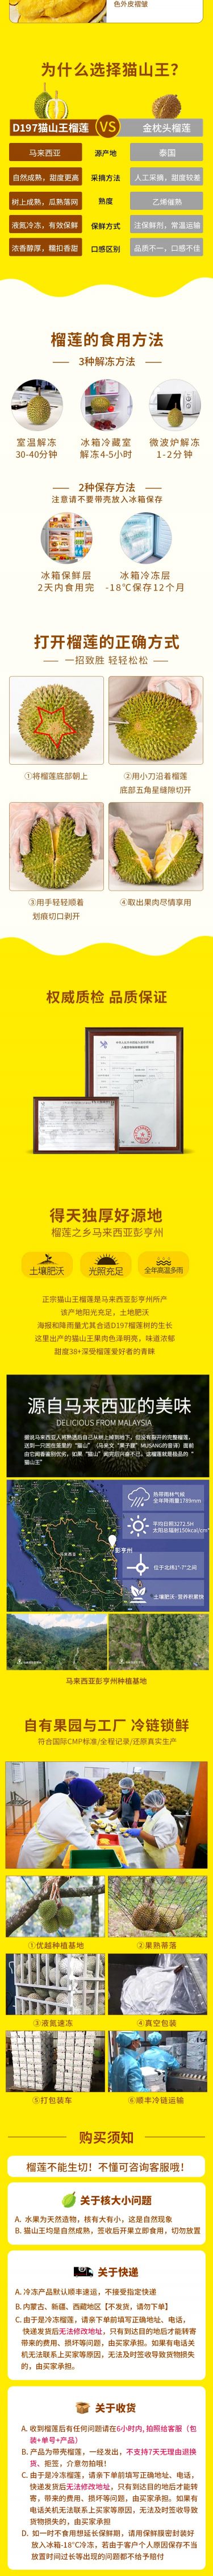 色外皮褶皱
为什么选择猫山王?
D197猫山王榴莲 VS 金枕头榴莲
马来西亚 源产地 泰国
自然成熟，甜度更高 采摘方法 人工采摘，甜度较差
树上成熟，瓜熟落网 熟度 乙烯催熟
液氮冷冻，有效保鲜 保鲜方式 注保鲜剂，常温运输
浓香醇厚，糯扣香甜 口感区别 品质不一，口感不佳
榴莲的食用方法
3种解冻方法
室温解冻
30-40分钟
冰箱冷藏室
解冻4-5小时
微波炉解冻
1-2分钟
2种保存方法
注意请不要带壳放入冰箱保存
冰箱保鲜层
2天内食用完
冰箱冷冻层
-18℃保存12个月
打开榴莲的正确方式
一招致胜 轻轻松松
①将榴莲底部朝上
②用小刀沿着榴莲
底部五角星缝隙切开
③用手轻轻顺着
划痕切口剥开
④取出果肉尽情享用
权威质检 品质保证
得天独厚好源地
榴莲之乡马来西亚彭亨州
土壤肥沃 光照充足 全年高温多雨
正宗猫山王榴莲是马来西亚彭亨州所产
该产地阳光充足，土地肥沃
海报和降雨量尤其合适D197榴莲树的生长
这里出产的猫山王果肉色泽明亮，味道浓郁
甜度38+深受榴莲爱好者的青睐
源自马来西亚的美味
DELICIOUS FROM MALAYSIA
热带雨林气候
全年降雨量1789mm
平均日照3272.5H
太阳总辐射150kcal/cm²
彭亨州
位于北纬1°-7°之间
土壤肥沃·营养积累快
马来西亚彭亨州种植基地
自有果园与工厂 冷链锁鲜
符合国际CMP标准/全程记录/还原真实生产
①优越种植基地
②果熟蒂落
③液氮速冻
④真空包装
⑤打包装车
⑥顺丰冷链运输
购买须知
榴莲不能生切！不懂可咨询客服哦！
关于核大小问题
A. 水果为天然造物，核有大有小，这是自然现象
B. 猫山王均是自然成熟，签收后开果立即食用，切勿放置
关于快递
A. 冷冻产品默认顺丰速运，不接受指定快递
B. 内蒙古、新疆、西藏地区【不发货，请勿下单】
C. 由于是冷冻榴莲，请亲下单前填写正确地址、电话，
快递发货后无法修改地址，只有到达目的地后才能转寄
带来的费用、损坏等问题，由买家承担。如果有电话关
机无法联系上买家等原因，无法及时签收导致货物损失
的，由买家承担
关于收货
A. 收到榴莲后有任何问题请在6小时内，拍照给客服（包
装+单号+产品）
B. 产品为带壳榴莲，一经发出，不支持7天无理由退换
货、拒签，介意勿拍哦！
C. 由于是冷冻榴莲，请亲下单前填写正确地址、电话，
快递发货后无法修改地址，只有到达目的地后才能转
寄，带来的费用、损坏等问题，由买家承担。如果有
电话关机无法联系上买家等原因，无法及时签收导致
货物损失的，由买家承担
D. 如一时不食用想延长保鲜期，请用保鲜膜密封装好
放入冰箱-18℃冷冻，若由于客户个人原因保存不当
放置时间过长等出现的问题都不给予赔付